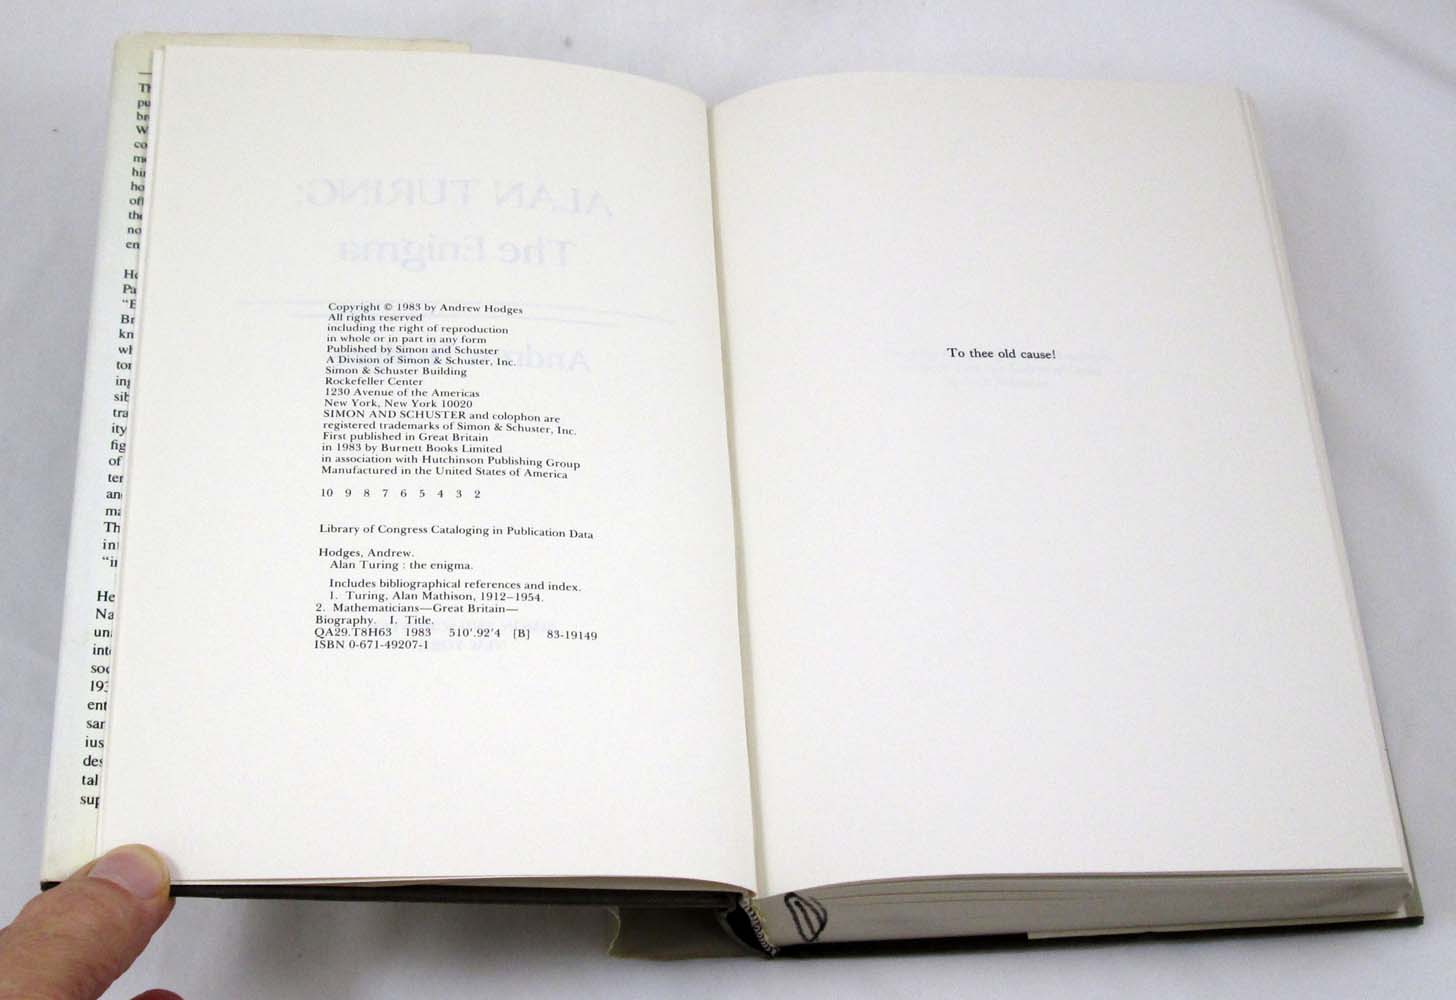 ALAN TURING:
The Enigma
Copyright © 1983 by Andrew Hodges
All rights reserved
including the right of reproduction
in whole or in part in any form
Published by Simon and Schuster
A Division of Simon & Schuster, Inc.
Simon & Schuster Building
Rockefeller Center
1230 Avenue of the Americas
New York, New York 10020
SIMON AND SCHUSTER and colophon are
registered trademarks of Simon & Schuster, Inc.
First published in Great Britain
in 1983 by Burnett Books Limited
in association with Hutchinson Publishing Group
Manufactured in the United States of America
10 9 8 7 6 5 4 3 2
Library of Congress Cataloging in Publication Data
Hodges, Andrew.
Alan Turing : the enigma.
Includes bibliographical references and index.
1. Turing, Alan Mathison, 1912–1954.
2. Mathematicians—Great Britain—
Biography. I. Title.
QA29.T8H63 1983 510'.92'4 [B] 83-19149
ISBN 0-671-49207-1
To thee old cause!